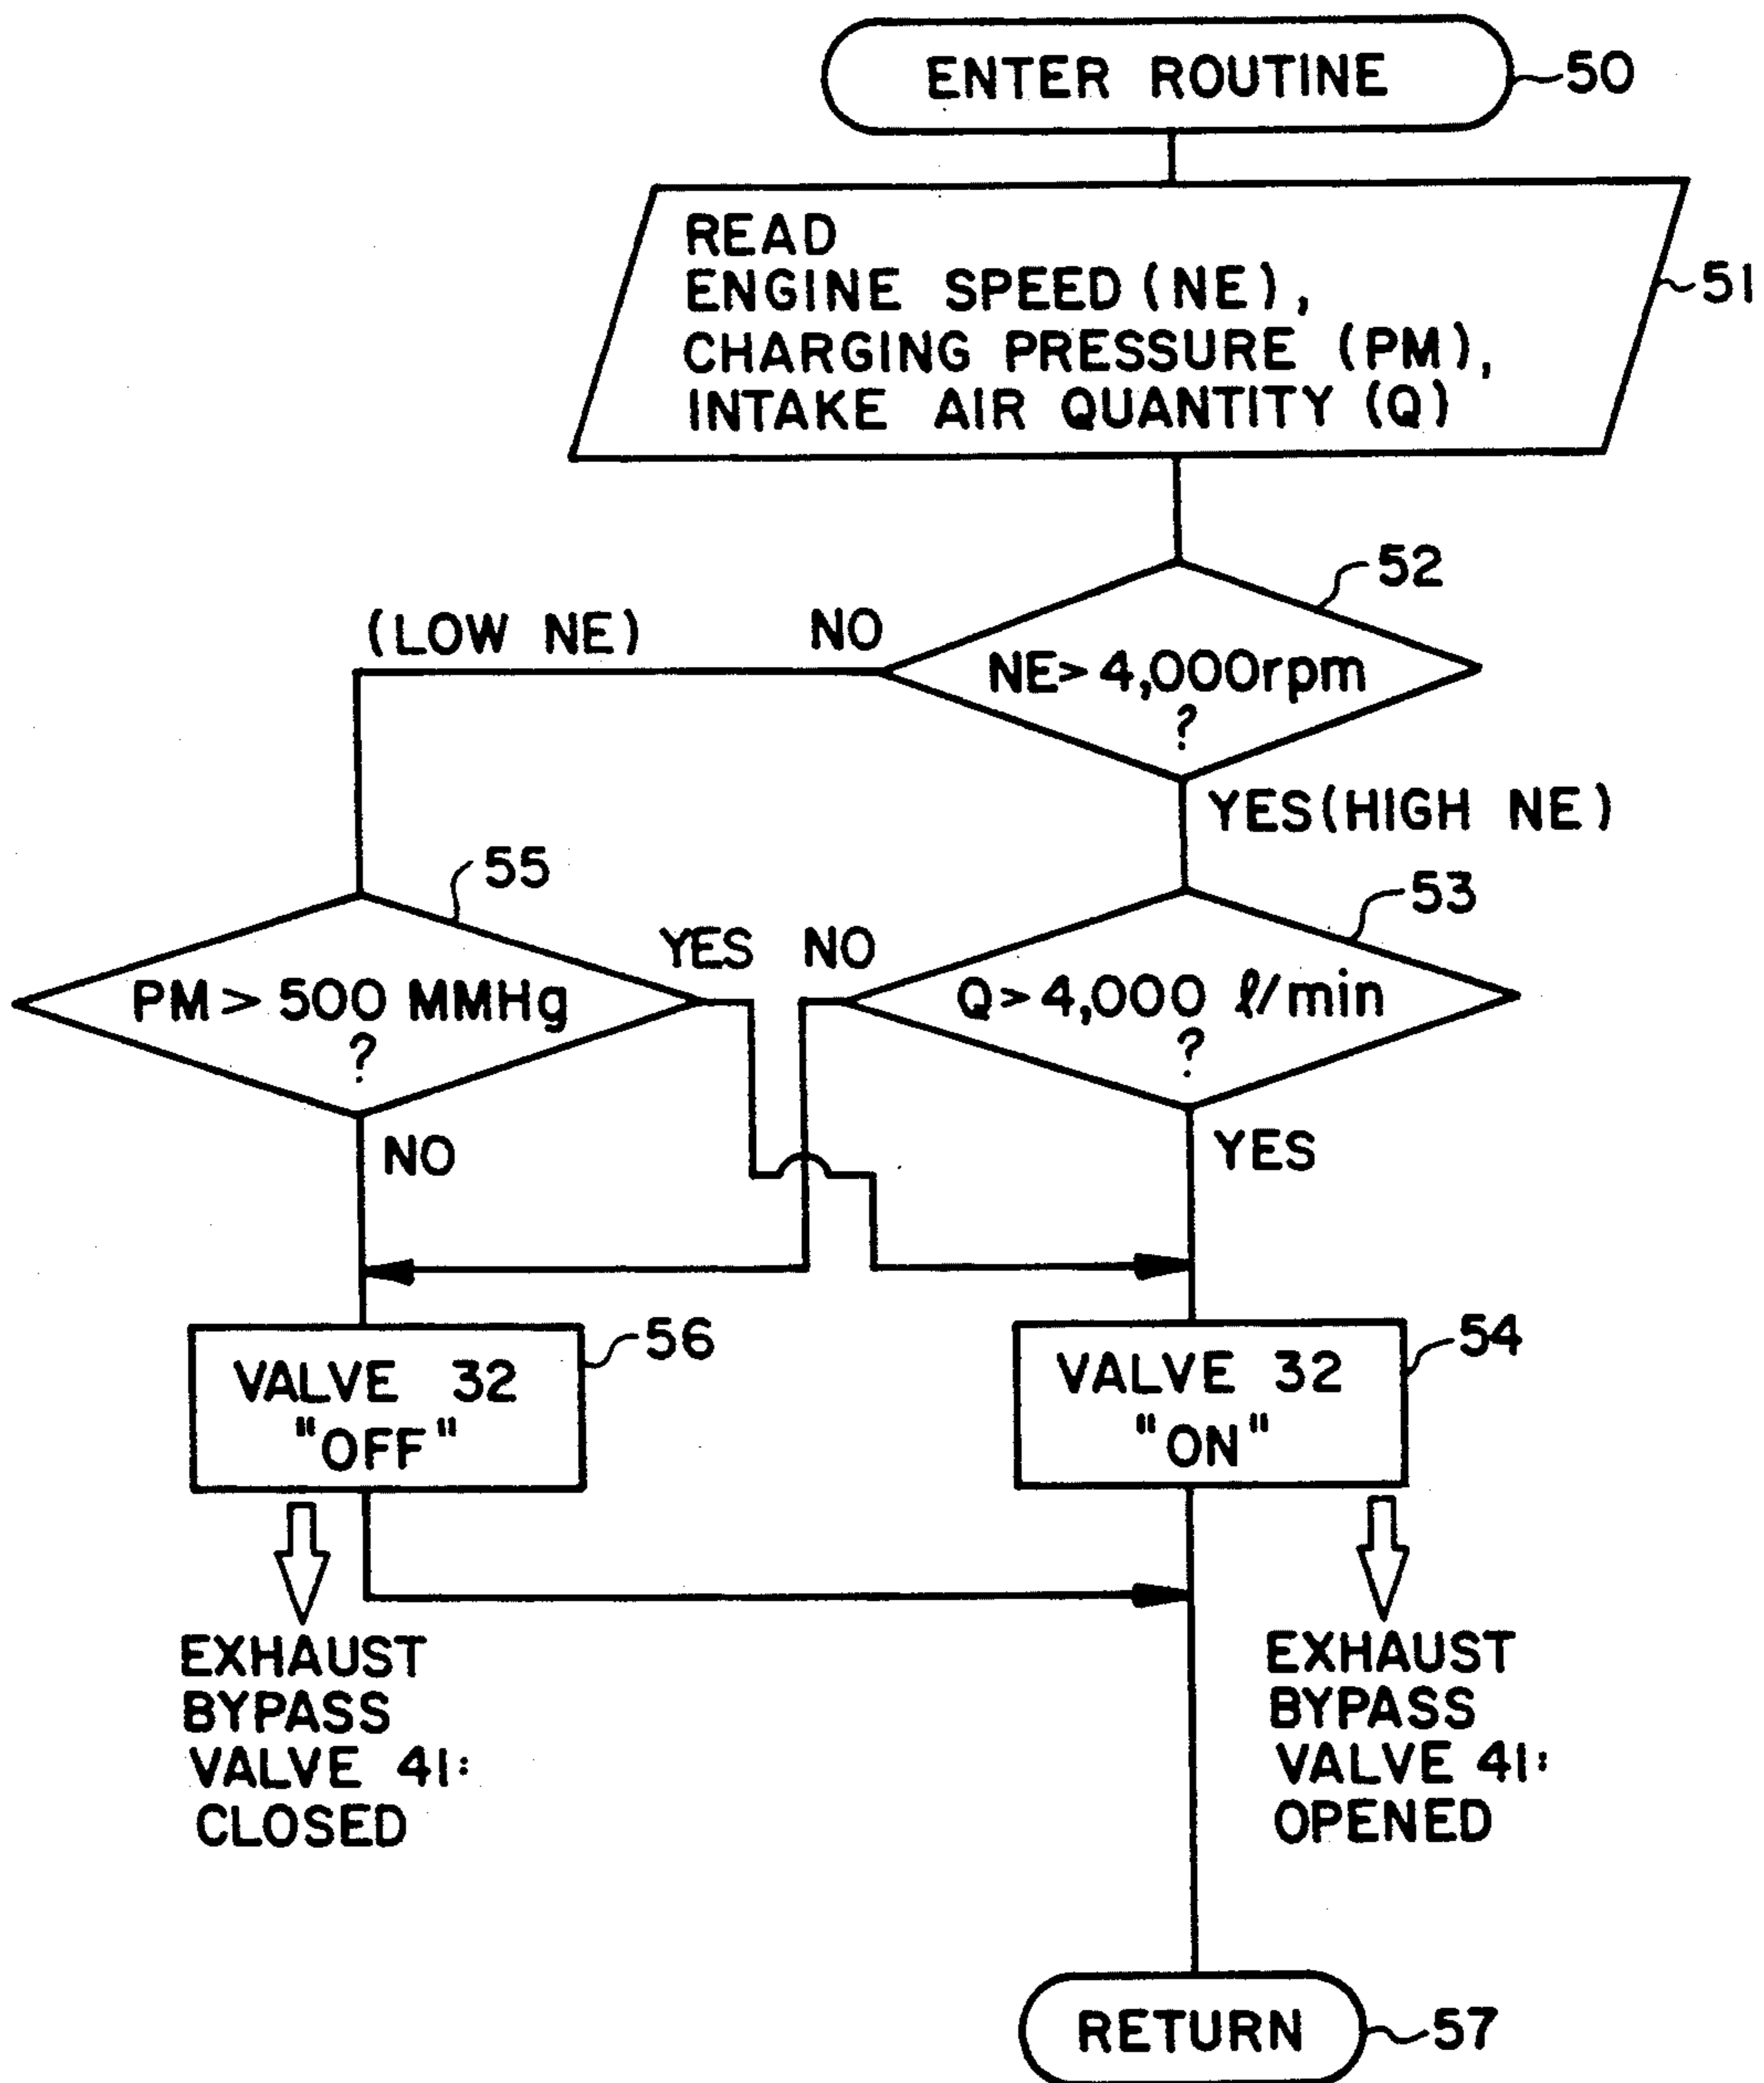 ENTER ROUTINE
50
READ
ENGINE SPEED (NE),
CHARGING PRESSURE (PM),
INTAKE AIR QUANTITY (Q)
51
52
(LOW NE)
NO
NE > 4,000rpm
?
YES (HIGH NE)
55
53
YES
NO
PM > 500 MMHg
?
Q > 4,000 ℓ/min
?
NO
YES
56
54
VALVE 32
"OFF"
VALVE 32
"ON"
EXHAUST
BYPASS
VALVE 41:
CLOSED
EXHAUST
BYPASS
VALVE 41:
OPENED
RETURN
57